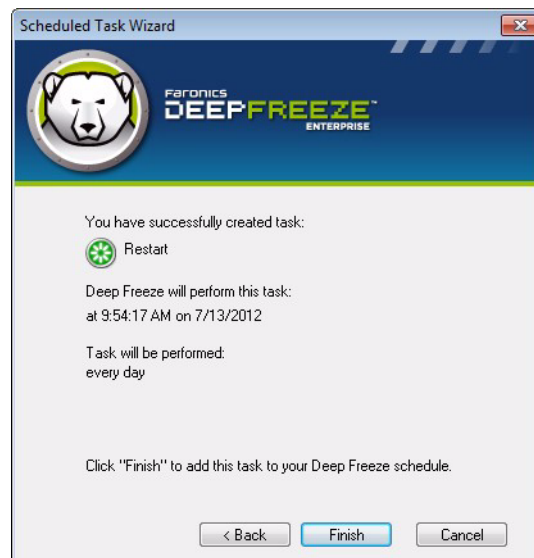 Scheduled Task Wizard
Faronics
DEEPFREEZE™
ENTERPRISE
You have successfully created task:
Restart
Deep Freeze will perform this task:
at 9:54:17 AM on 7/13/2012
Task will be performed:
every day
Click "Finish" to add this task to your Deep Freeze schedule.
< Back Finish Cancel